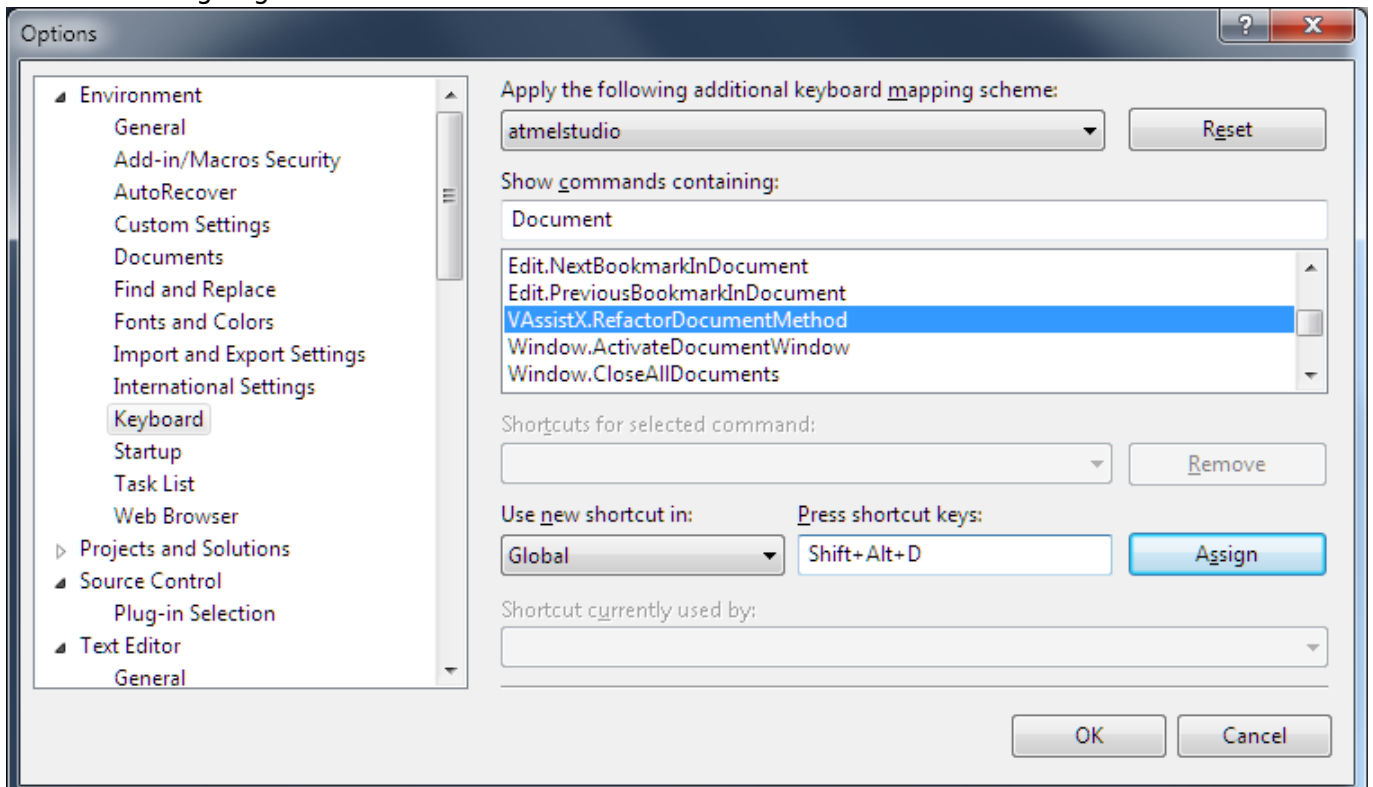 Options
Environment
General
Add-in/Macros Security
AutoRecover
Custom Settings
Documents
Find and Replace
Fonts and Colors
Import and Export Settings
International Settings
Keyboard
Startup
Task List
Web Browser
Projects and Solutions
Source Control
Plug-in Selection
Text Editor
General
Apply the following additional keyboard mapping scheme:
atmelstudio
Reset
Show commands containing:
Document
Edit.NextBookmarkInDocument
Edit.PreviousBookmarkInDocument
VAssistX.RefactorDocumentMethod
Window.ActivateDocumentWindow
Window.CloseAllDocuments
Shortcuts for selected command:
Remove
Use new shortcut in:
Press shortcut keys:
Global
Shift+Alt+D
Assign
Shortcut currently used by:
OK
Cancel